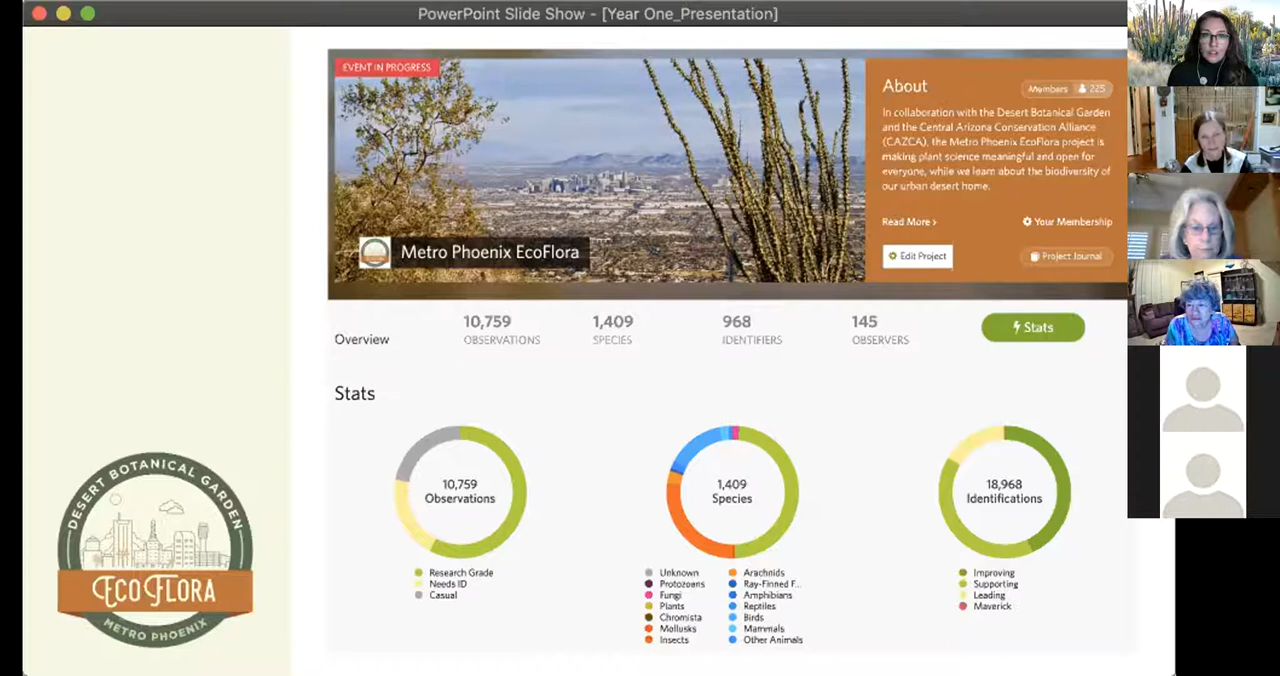 PowerPoint Slide Show - [Year One_Presentation]
EVENT IN PROGRESS
Metro Phoenix EcoFlora
About
Members 225
In collaboration with the Desert Botanical Garden
and the Central Arizona Conservation Alliance
(CAZCA), the Metro Phoenix EcoFlora project is
making plant science meaningful and open for
everyone, while we learn about the biodiversity of
our urban desert home.
Read More >
Your Membership
Edit Project
Project Journal
Overview
10,759
OBSERVATIONS
1,409
SPECIES
968
IDENTIFIERS
145
OBSERVERS
Stats
Stats
10,759
Observations
Research Grade
Needs ID
Casual
1,409
Species
Unknown
Protozoans
Fungi
Plants
Chromista
Mollusks
Insects
Arachnids
Ray-Finned F...
Amphibians
Reptiles
Birds
Mammals
Other Animals
18,968
Identifications
Improving
Supporting
Leading
Maverick
DESERT BOTANICAL GARDEN
ECOFLORA
METRO PHOENIX